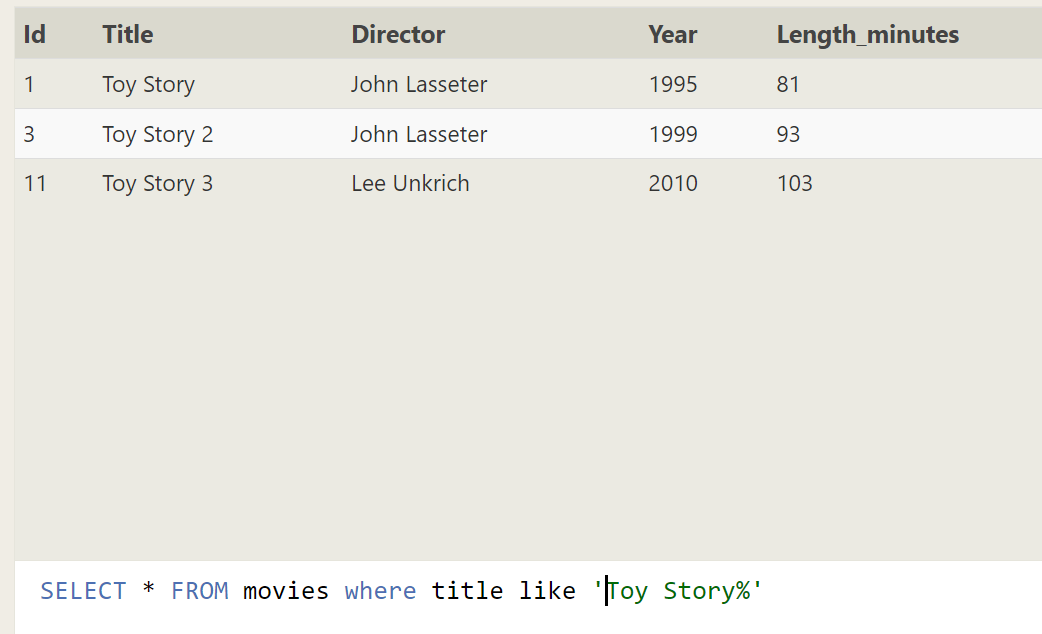 Id Title Director Year Length_minutes
1 Toy Story John Lasseter 1995 81
3 Toy Story 2 John Lasseter 1999 93
11 Toy Story 3 Lee Unkrich 2010 103
SELECT * FROM movies where title like 'Toy Story%'